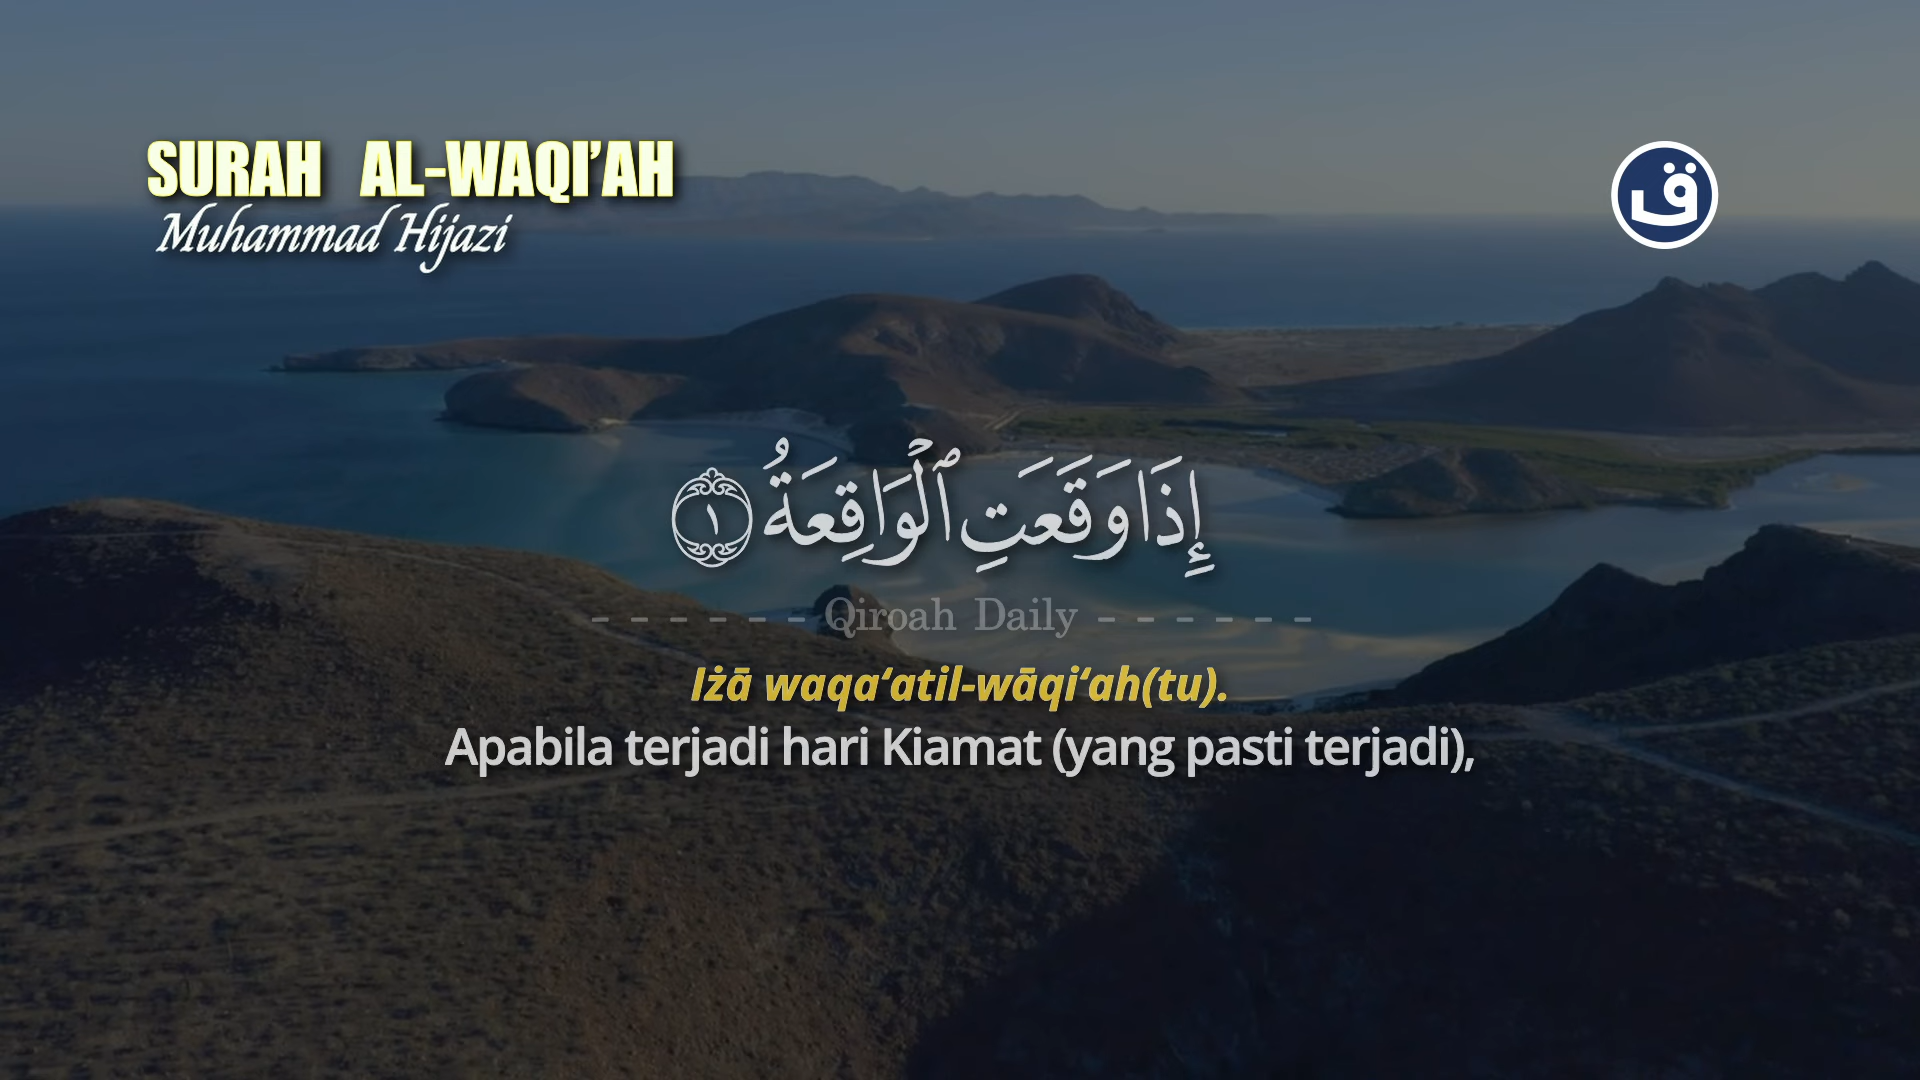 SURAH AL-WAQI’AH
Muhammad Hijazi
ق
إِذَا وَقَعَتِ ٱلْوَاقِعَةُ ١
- - - - - - Qiroah Daily - - - - - -
Iżā waqa‘atil-wāqi‘ah(tu).
Apabila terjadi hari Kiamat (yang pasti terjadi),